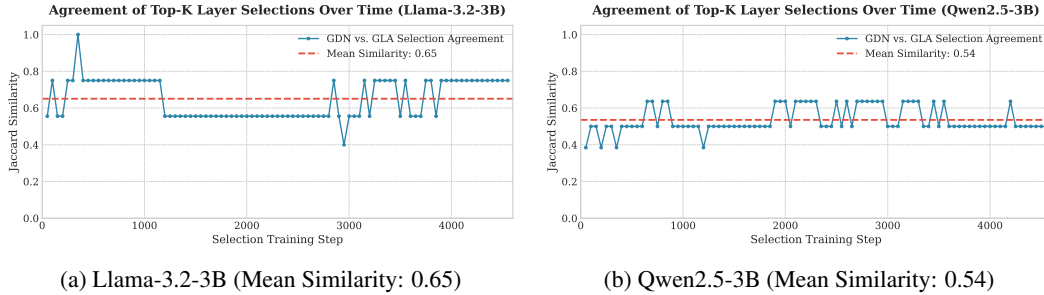 Agreement of Top-K Layer Selections Over Time (Llama-3.2-3B)
1.0
0.8
0.6
0.4
0.2
0.0
Jaccard Similarity
GDN vs. GLA Selection Agreement
Mean Similarity: 0.65
0
1000
2000
3000
4000
Selection Training Step
(a) Llama-3.2-3B (Mean Similarity: 0.65)
Agreement of Top-K Layer Selections Over Time (Qwen2.5-3B)
1.0
0.8
0.6
0.4
0.2
0.0
Jaccard Similarity
GDN vs. GLA Selection Agreement
Mean Similarity: 0.54
0
1000
2000
3000
4000
Selection Training Step
(b) Qwen2.5-3B (Mean Similarity: 0.54)